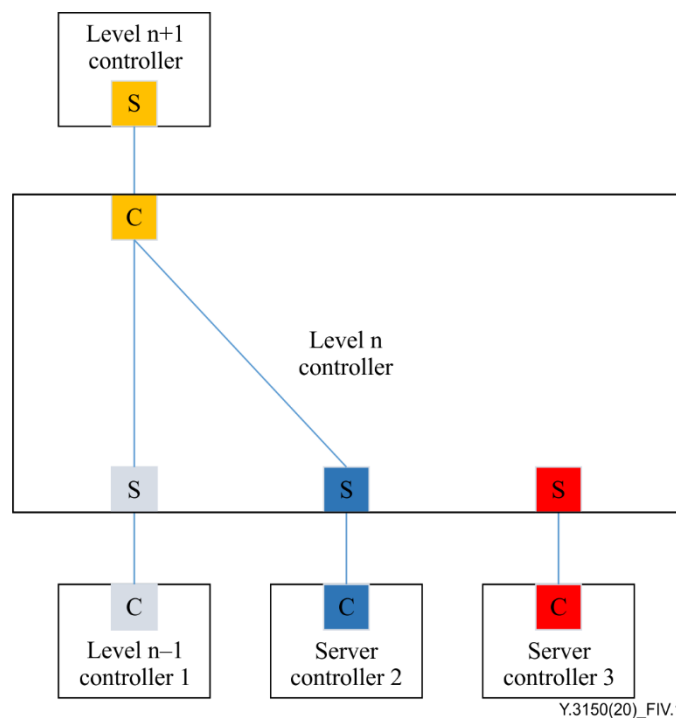 Level n+1
controller
S
C
Level n
controller
S
S
S
C
C
C
Level n–1
controller 1
Server
controller 2
Server
controller 3
Y.3150(20)_FIV.